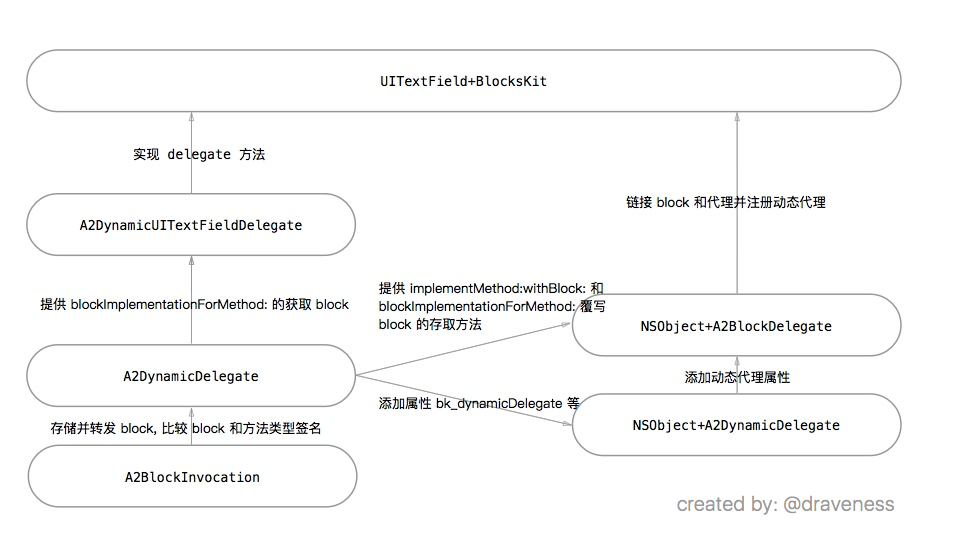 UITextField+BlocksKit
实现 delegate 方法
链接 block 和代理并注册动态代理
A2DynamicUITextFieldDelegate
提供 blockImplementationForMethod: 的获取 block
提供 implementMethod:withBlock: 和
blockImplementationForMethod: 覆写
block 的存取方法
NSObject+A2BlockDelegate
A2DynamicDelegate
添加动态代理属性
添加属性 bk_dynamicDelegate 等
NSObject+A2DynamicDelegate
存储并转发 block, 比较 block 和方法类型签名
A2BlockInvocation
created by: @draveness